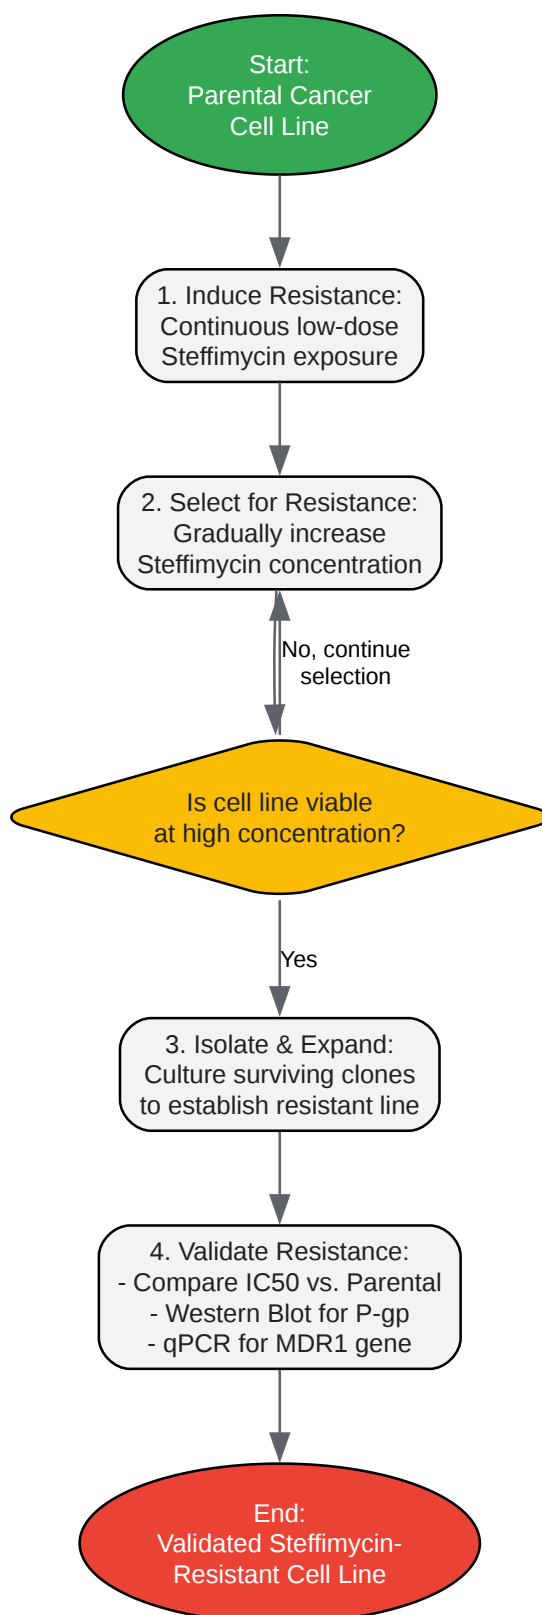 Start:
Parental Cancer
Cell Line
1. Induce Resistance:
Continuous low-dose
Steffimycin exposure
2. Select for Resistance:
Gradually increase
Steffimycin concentration
No, continue
selection
Is cell line viable
at high concentration?
Yes
3. Isolate & Expand:
Culture surviving clones
to establish resistant line
4. Validate Resistance:
- Compare IC50 vs. Parental
- Western Blot for P-gp
- qPCR for MDR1 gene
End:
Validated Steffimycin-
Resistant Cell Line